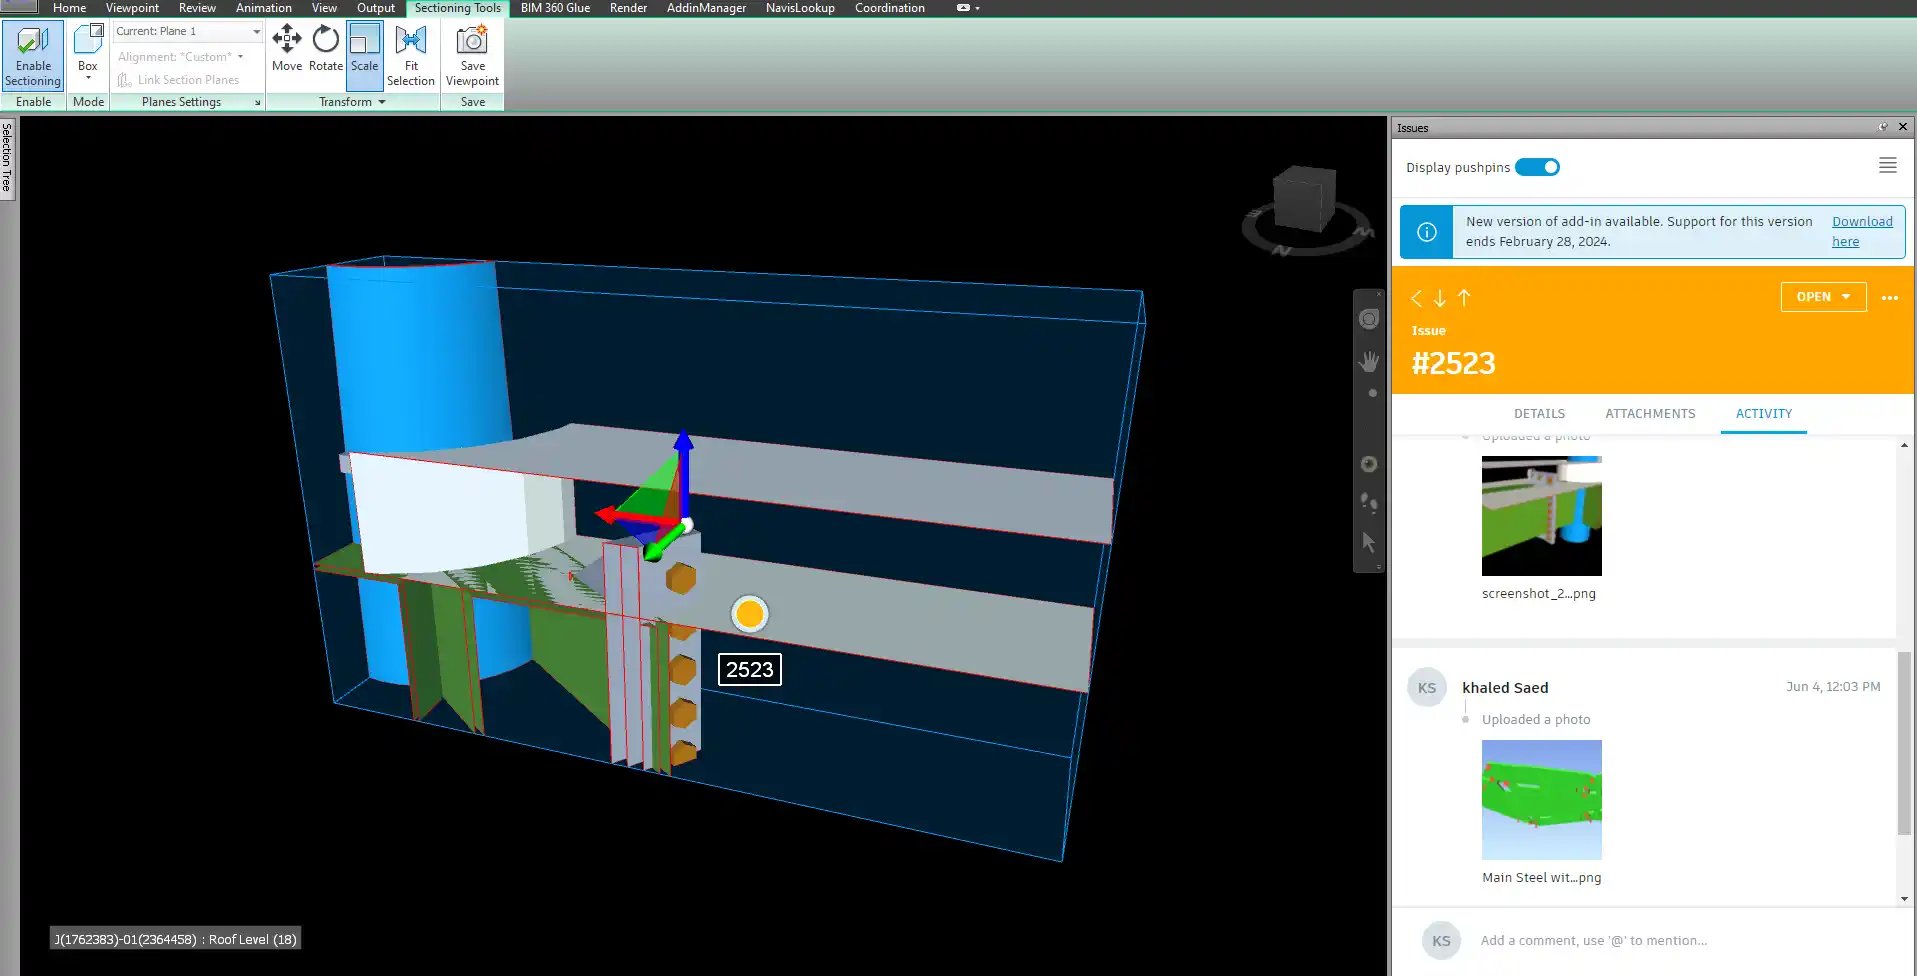 Home Viewpoint Review Animation View Output Sectioning Tools BIM 360 Glue Render AddinManager NavisLookup Coordination
Enable Sectioning
Box
Current: Plane 1
Alignment: *Custom*
Link Section Planes
Move
Rotate
Scale
Fit Selection
Save Viewpoint
Enable Mode Planes Settings Transform Save
Selection Tree
Issues
Display pushpins
New version of add-in available. Support for this version
ends February 28, 2024.
Download
here
OPEN
Issue
#2523
DETAILS ATTACHMENTS ACTIVITY
Uploaded a photo
screenshot_2...png
KS
khaled Saed
Jun 4, 12:03 PM
Uploaded a photo
Main Steel wit...png
KS
Add a comment, use '@' to mention...
N
2523
J(1762383)-01(2364458) : Roof Level (18)